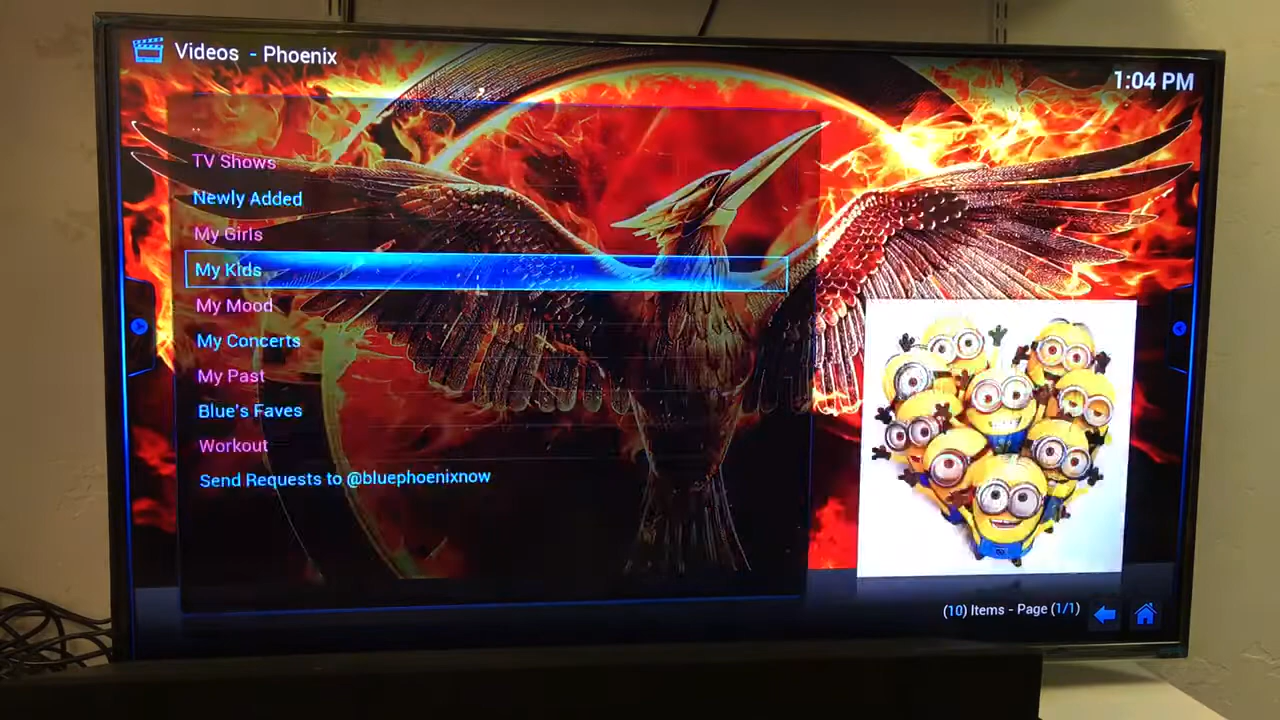 Videos - Phoenix
1:04 PM
..
TV Shows
Newly Added
My Girls
My Kids
My Mood
My Concerts
My Past
Blue's Faves
Workout
Send Requests to @bluephoenixnow
(10) Items - Page (1/1)